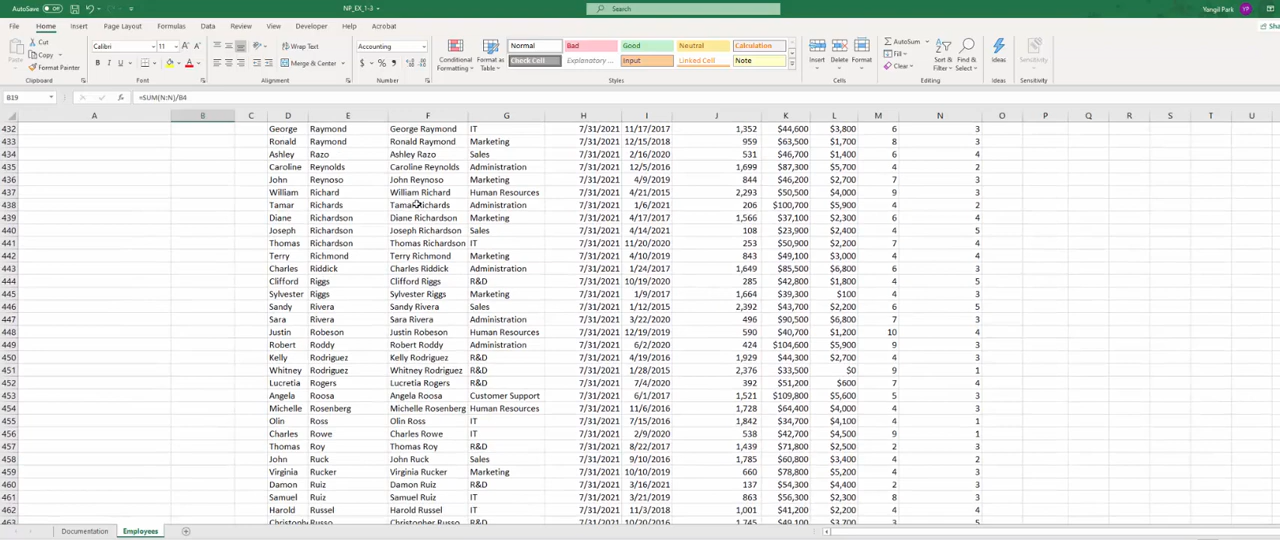 AutoSave Off NP_EX_1-3 Search Yangil Park YP
File Home Insert Page Layout Formulas Data Review View Developer Help Acrobat
Cut Calibri 11 Wrap Text Accounting Normal Bad Good Neutral Calculation AutoSum
Copy Fill
Format Painter Merge & Center Conditional Formatting Format as Table Check Cell Explanatory ... Input Linked Cell Note Insert Delete Format Clear Sort & Filter Find & Select Ideas Sensitivity
Clipboard Font Alignment Number Styles Cells Editing Ideas Sensitivity
B19 =SUM(N:N)/B4
A B C D E F G H I J K L M N O P Q R S T U
432 George Raymond George Raymond IT 7/31/2021 11/17/2017 1,352 $44,600 $3,800 6 3
433 Ronald Raymond Ronald Raymond Marketing 7/31/2021 12/15/2018 959 $63,500 $1,700 8 3
434 Ashley Razo Ashley Razo Sales 7/31/2021 2/16/2020 531 $46,700 $1,400 6 4
435 Caroline Reynolds Caroline Reynolds Administration 7/31/2021 12/5/2016 1,699 $87,300 $5,700 4 2
436 John Reynoso John Reynoso Marketing 7/31/2021 4/9/2019 844 $46,200 $2,700 7 3
437 William Richard William Richard Human Resources 7/31/2021 4/21/2015 2,293 $50,500 $4,000 9 3
438 Tamar Richards Tamar Richards Administration 7/31/2021 1/6/2021 206 $100,700 $5,900 4 2
439 Diane Richardson Diane Richardson Marketing 7/31/2021 4/17/2017 1,566 $37,100 $2,300 6 4
440 Joseph Richardson Joseph Richardson Sales 7/31/2021 4/14/2021 108 $23,900 $2,400 4 5
441 Thomas Richardson Thomas Richardson IT 7/31/2021 11/20/2020 253 $50,900 $2,200 7 4
442 Terry Richmond Terry Richmond Marketing 7/31/2021 4/10/2019 843 $49,100 $3,000 4 4
443 Charles Riddick Charles Riddick Administration 7/31/2021 1/24/2017 1,649 $85,500 $6,800 6 3
444 Clifford Riggs Clifford Riggs R&D 7/31/2021 10/19/2020 285 $42,800 $1,800 4 5
445 Sylvester Riggs Sylvester Riggs Marketing 7/31/2021 1/9/2017 1,664 $39,300 $100 4 3
446 Sandy Rivera Sandy Rivera Sales 7/31/2021 1/12/2015 2,392 $43,700 $2,200 6 5
447 Sara Rivera Sara Rivera Administration 7/31/2021 3/22/2020 496 $90,500 $6,800 7 3
448 Justin Robeson Justin Robeson Human Resources 7/31/2021 12/19/2019 590 $40,700 $1,200 10 4
449 Robert Roddy Robert Roddy Administration 7/31/2021 6/2/2020 424 $104,600 $5,900 9 3
450 Kelly Rodriguez Kelly Rodriguez R&D 7/31/2021 4/19/2016 1,929 $44,300 $2,700 4 3
451 Whitney Rodriguez Whitney Rodriguez R&D 7/31/2021 1/28/2015 2,376 $33,500 $0 9 1
452 Lucretia Rogers Lucretia Rogers R&D 7/31/2021 7/4/2020 392 $51,200 $600 7 4
453 Angela Roosa Angela Roosa Customer Support 7/31/2021 6/1/2017 1,521 $109,800 $5,600 5 3
454 Michelle Rosenberg Michelle Rosenberg Human Resources 7/31/2021 11/6/2016 1,728 $64,400 $4,000 4 3
455 Olin Ross Olin Ross IT 7/31/2021 7/15/2016 1,842 $34,700 $4,100 4 1
456 Charles Rowe Charles Rowe IT 7/31/2021 2/9/2020 538 $42,700 $4,500 9 1
457 Thomas Roy Thomas Roy R&D 7/31/2021 8/22/2017 1,439 $71,800 $2,500 2 3
458 John Ruck John Ruck Marketing 7/31/2021 9/10/2016 1,785 $60,800 $3,400 4 2
459 Virginia Rucker Virginia Rucker Marketing 7/31/2021 10/10/2019 660 $78,800 $5,200 4 3
460 Damon Ruiz Damon Ruiz R&D 7/31/2021 3/16/2021 137 $54,300 $4,400 2 3
461 Samuel Ruiz Samuel Ruiz IT 7/31/2021 3/21/2019 863 $56,300 $2,300 8 3
462 Harold Russel Harold Russel IT 7/31/2021 11/3/2018 1,001 $41,200 $2,200 4 4
463 Christophe Russo Christopher Russo R&D 7/31/2021 10/20/2016 1,745 $49,100 $3,700 3 5
Documentation Employees